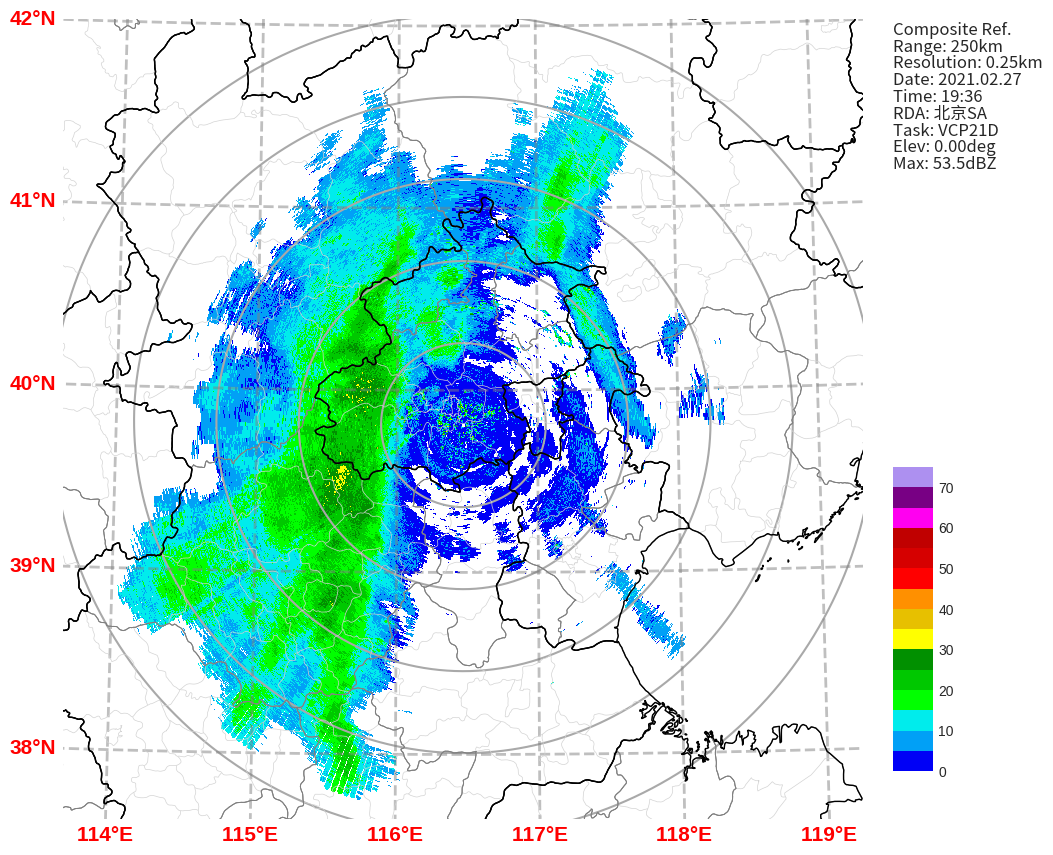 42°N
41°N
40°N
39°N
38°N
114°E
115°E
116°E
117°E
118°E
119°E
Composite Ref.
Range: 250km
Resolution: 0.25km
Date: 2021.02.27
Time: 19:36
RDA: 北京SA
Task: VCP21D
Elev: 0.00deg
Max: 53.5dBZ
70
60
50
40
30
20
10
0